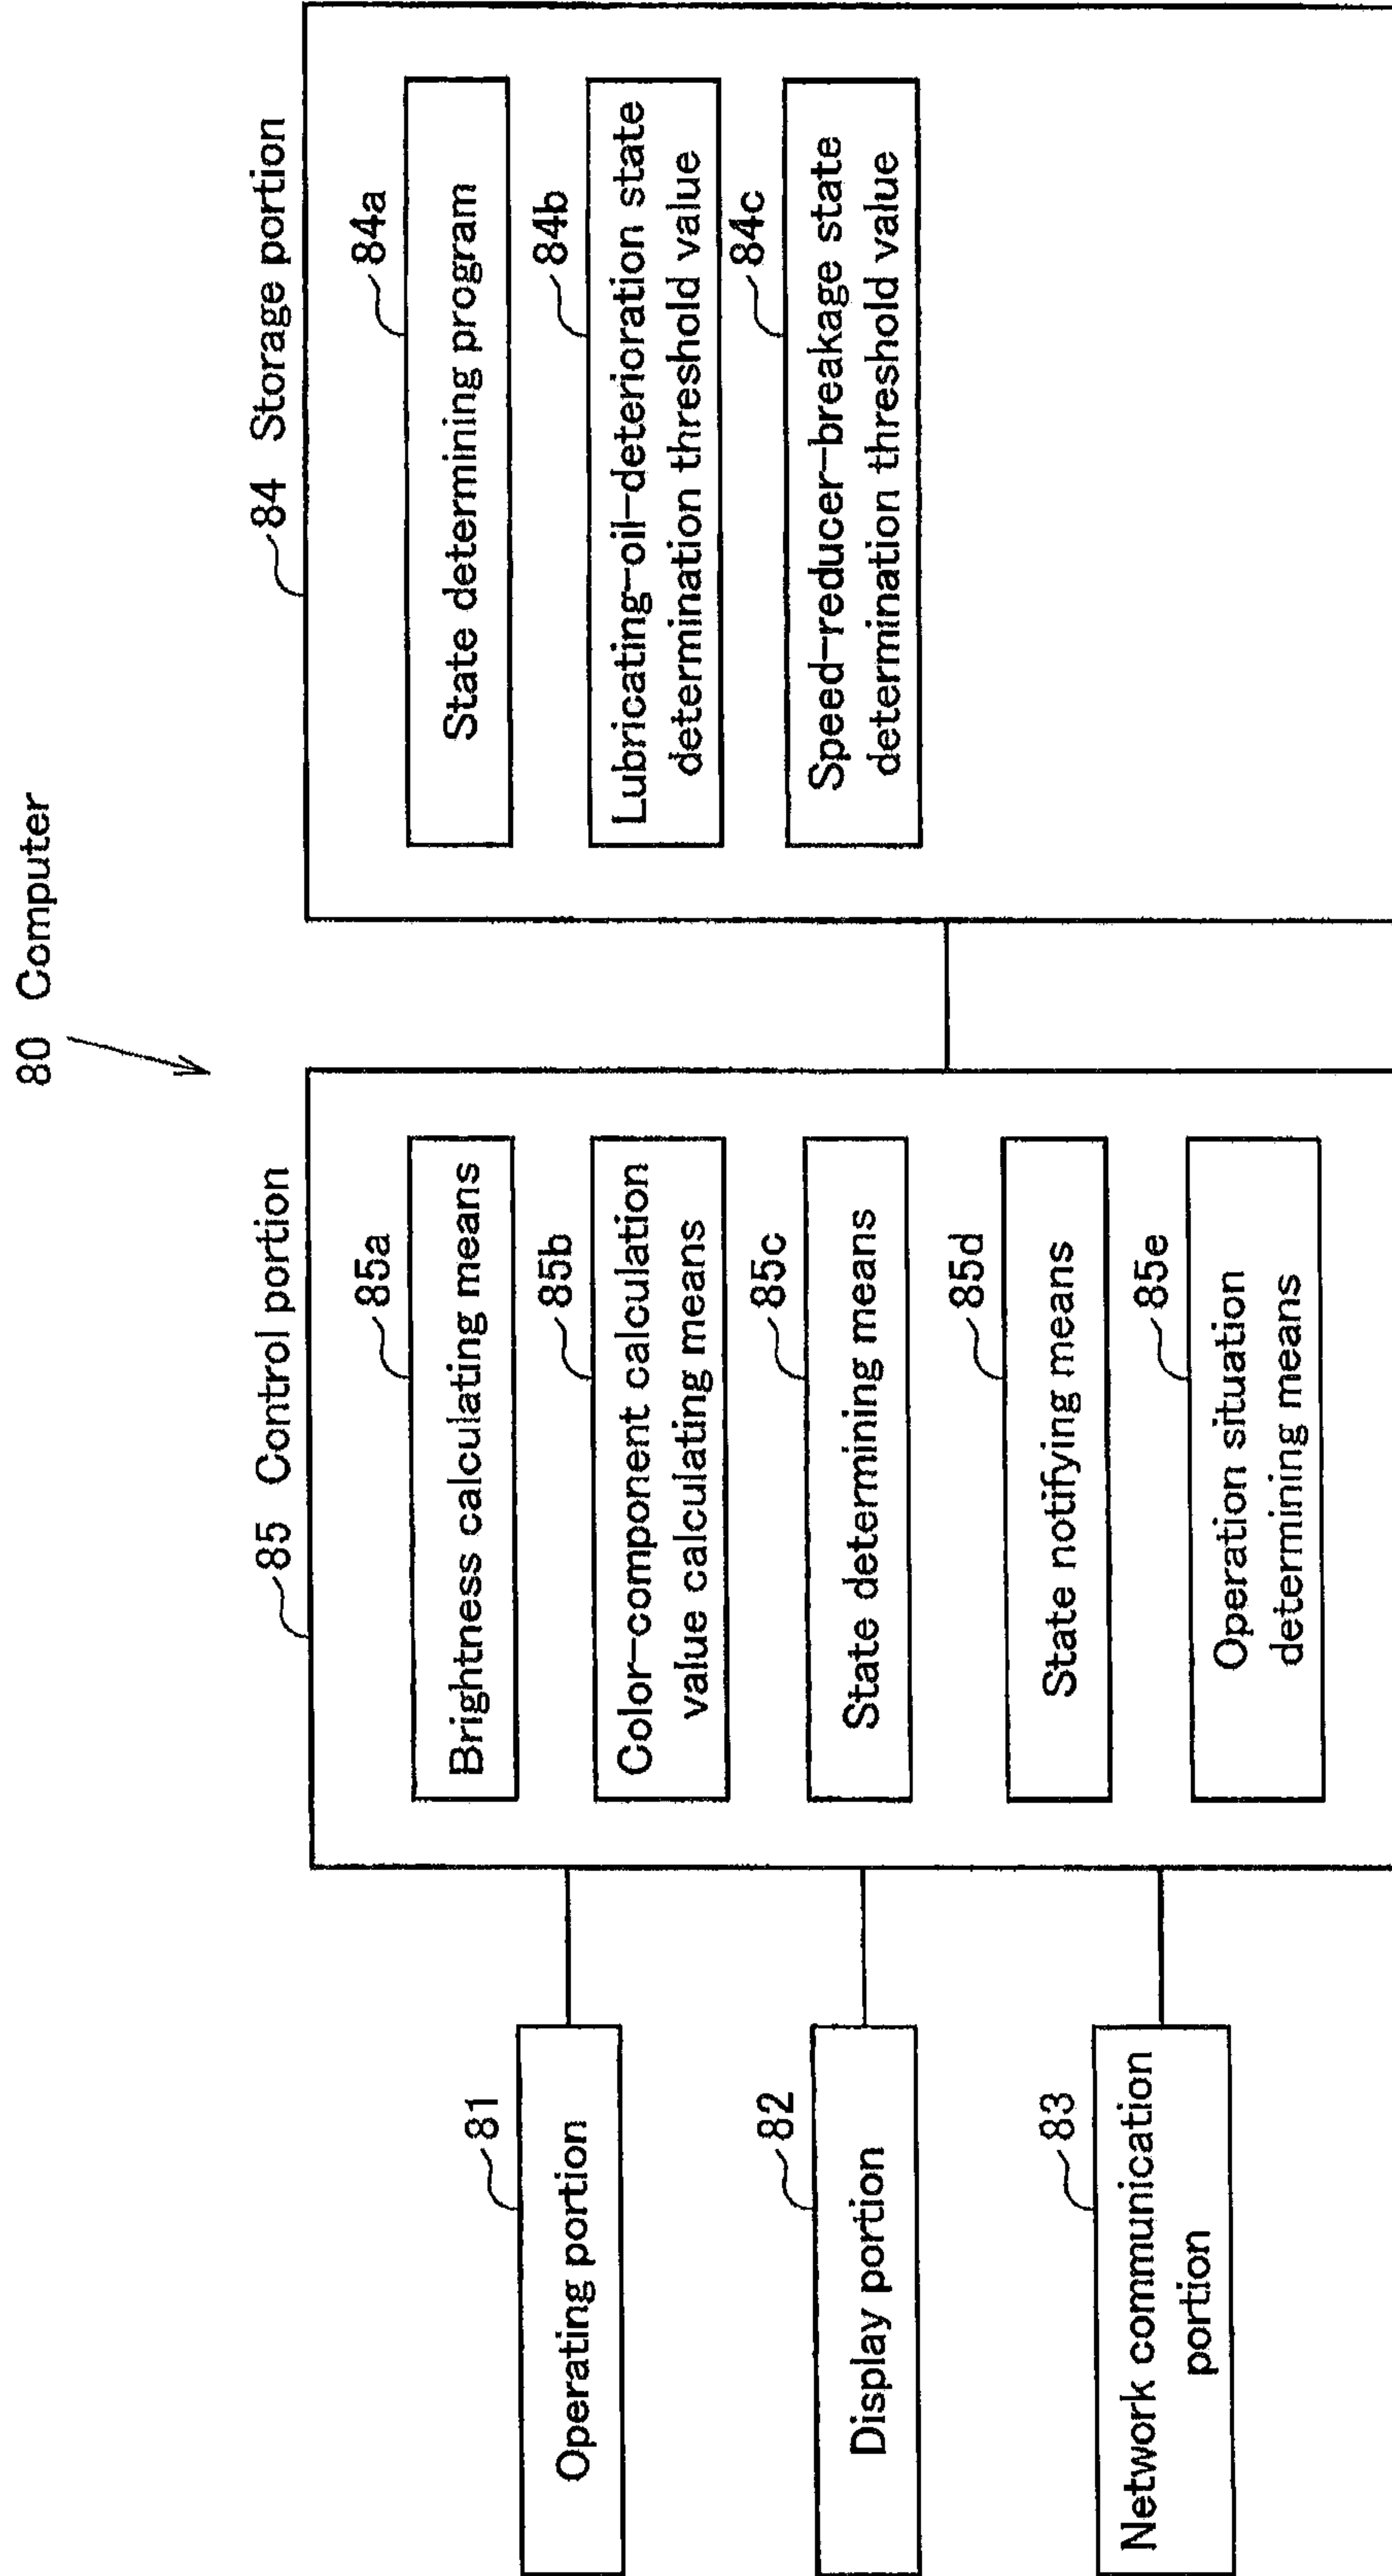 80 Computer
81
Operating portion
82
Display portion
83
Network communication
portion
85 Control portion
85a
Brightness calculating means
85b
Color-component calculation
value calculating means
85c
State determining means
85d
State notifying means
85e
Operation situation
determining means
84 Storage portion
84a
State determining program
84b
Lubricating-oil-deterioration state
determination threshold value
84c
Speed-reducer-breakage state
determination threshold value